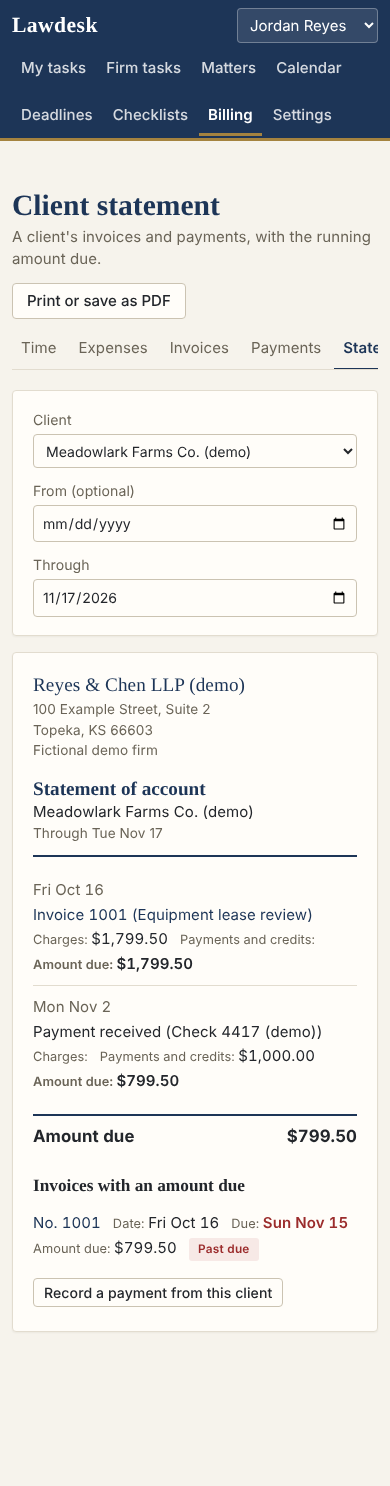 Lawdesk
Jordan Reyes
My tasks Firm tasks Matters Calendar
Deadlines Checklists Billing Settings
Client statement
A client's invoices and payments, with the running
amount due.
Print or save as PDF
Time Expenses Invoices Payments State
Client
Meadowlark Farms Co. (demo)
From (optional)
mm/dd/yyyy
Through
11/17/2026
Reyes & Chen LLP (demo)
100 Example Street, Suite 2
Topeka, KS 66603
Fictional demo firm
Statement of account
Meadowlark Farms Co. (demo)
Through Tue Nov 17
Fri Oct 16
Invoice 1001 (Equipment lease review)
Charges: $1,799.50 Payments and credits:
Amount due: $1,799.50
Mon Nov 2
Payment received (Check 4417 (demo))
Charges: Payments and credits: $1,000.00
Amount due: $799.50
Amount due $799.50
Invoices with an amount due
No. 1001 Date: Fri Oct 16 Due: Sun Nov 15
Amount due: $799.50 Past due
Record a payment from this client